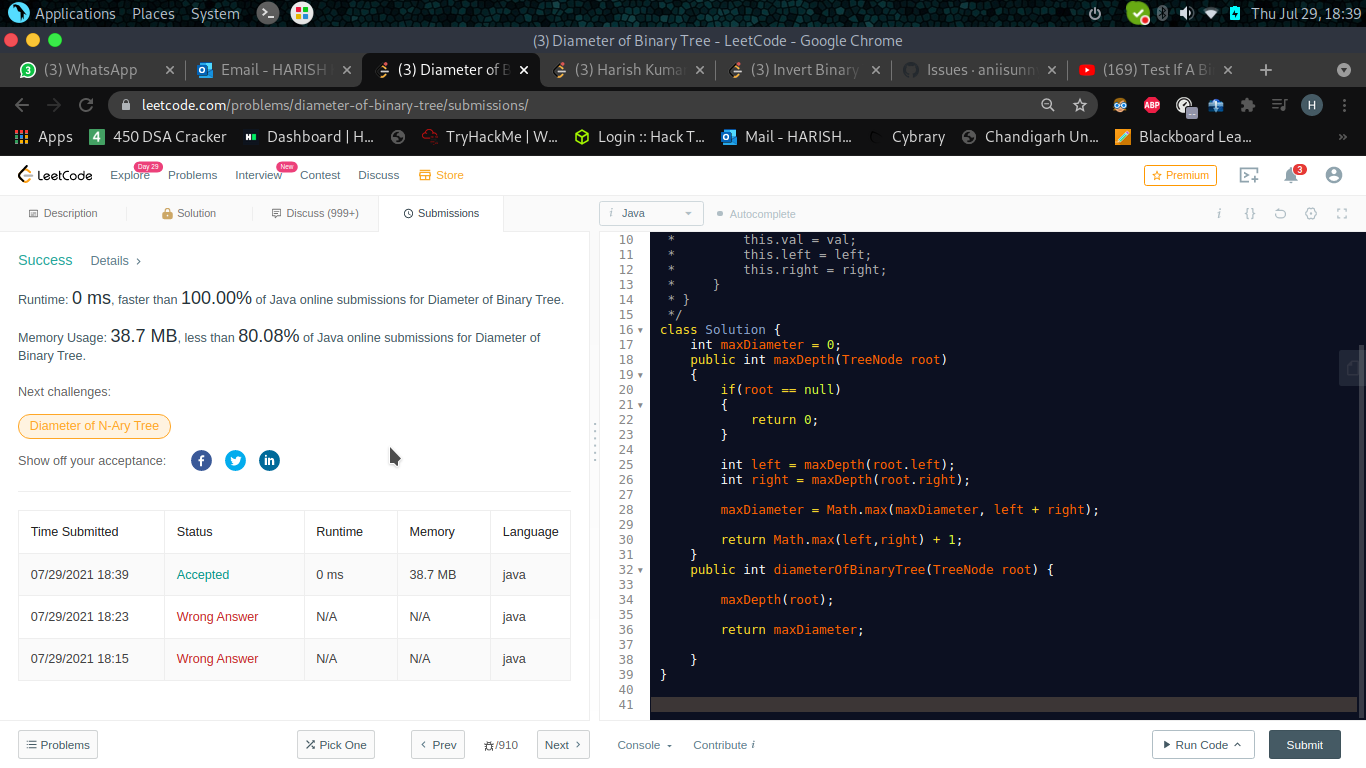 Applications Places System Thu Jul 29, 18:39
(3) Diameter of Binary Tree - LeetCode - Google Chrome
(3) WhatsApp Email - HARISH (3) Diameter of B (3) Harish Kuma (3) Invert Binary Issues · aniisunn (169) Test If A Bi
leetcode.com/problems/diameter-of-binary-tree/submissions/ ABP H
Apps 4 450 DSA Cracker Dashboard | H... TryHackMe | W... Login :: Hack T... Mail - HARISH... Cybrary Chandigarh Un... Blackboard Lea... »
LeetCode Explore Day 29 Problems Interview New Contest Discuss Store Premium 3
Description Solution Discuss (999+) Submissions
i Java Autocomplete i {}
Success Details >
Runtime: 0 ms, faster than 100.00% of Java online submissions for Diameter of Binary Tree.
Memory Usage: 38.7 MB, less than 80.08% of Java online submissions for Diameter of
Binary Tree.
Next challenges:
Diameter of N-Ary Tree
Show off your acceptance: f in
Time Submitted Status Runtime Memory Language
07/29/2021 18:39 Accepted 0 ms 38.7 MB java
07/29/2021 18:23 Wrong Answer N/A N/A java
07/29/2021 18:15 Wrong Answer N/A N/A java
10 * this.val = val;
11 * this.left = left;
12 * this.right = right;
13 * }
14 * }
15 */
16 class Solution {
17 int maxDiameter = 0;
18 public int maxDepth(TreeNode root)
19 {
20 if(root == null)
21 {
22 return 0;
23 }
24
25 int left = maxDepth(root.left);
26 int right = maxDepth(root.right);
27
28 maxDiameter = Math.max(maxDiameter, left + right);
29
30 return Math.max(left,right) + 1;
31 }
32 public int diameterOfBinaryTree(TreeNode root) {
33
34 maxDepth(root);
35
36 return maxDiameter;
37
38 }
39 }
40
41
Problems Pick One < Prev /910 Next > Console Contribute i Run Code Submit